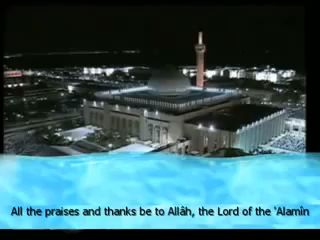 All the praises and thanks be to Allâh, the Lord of the 'Alamîn